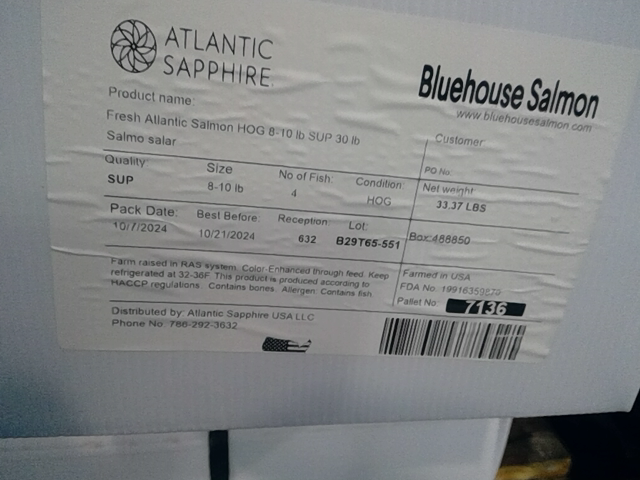 ATLANTIC
SAPPHIRE
Bluehouse Salmon
www.bluehousesalmon.com
Product name:
Fresh Atlantic Salmon HOG 8-10 lb SUP 30 lb
Salmo salar
Customer
PO No:
Quality: Size No of Fish: Condition: Net weight
SUP 8-10 lb 4 HOG 33.37 LBS
Pack Date: Best Before: Reception: Lot:
10/7/2024 10/21/2024 632 B29T65-551 Box:488850
Farm raised in RAS system. Color-Enhanced through feed. Keep
refrigerated at 32-36F. This product is produced according to
HACCP regulations. Contains bones. Allergen: Contains fish.
Farmed in USA
FDA No.
Pallet No: 7136
Distributed by: Atlantic Sapphire USA LLC
Phone No: 786-292-3632